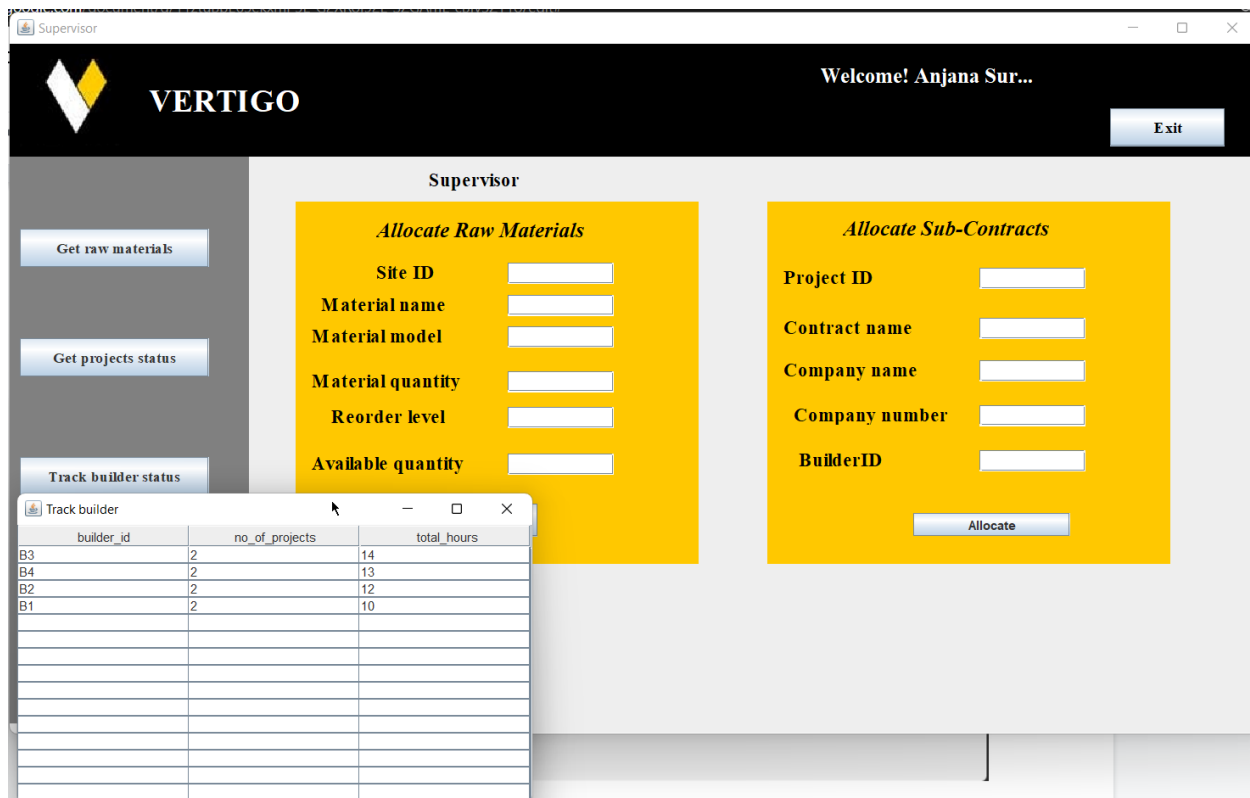 Supervisor
VERTIGO
Welcome! Anjana Sur...
Exit
Supervisor
Get raw materials
Get projects status
Track builder status
Allocate Raw Materials
Site ID
Material name
Material model
Material quantity
Reorder level
Available quantity
Allocate Sub-Contracts
Project ID
Contract name
Company name
Company number
BuilderID
Allocate
Track builder
builder_id no_of_projects total_hours
B3 2 14
B4 2 13
B2 2 12
B1 2 10